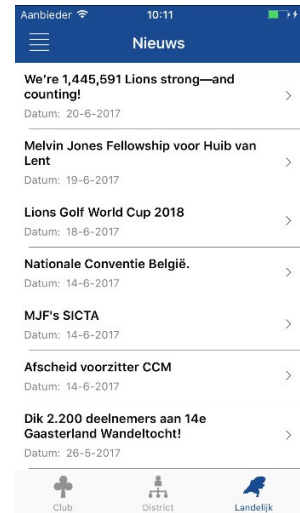 Aanbieder 10:11
Nieuws
We're 1,445,591 Lions strong—and
counting!
Datum: 20-6-2017
Melvin Jones Fellowship voor Huib van
Lent
Datum: 19-6-2017
Lions Golf World Cup 2018
Datum: 18-6-2017
Nationale Conventie België.
Datum: 14-6-2017
MJF's SICTA
Datum: 14-6-2017
Afscheid voorzitter CCM
Datum: 14-6-2017
Dik 2.200 deelnemers aan 14e
Gaasterland Wandeltocht!
Datum: 26-5-2017
Club District Landelijk